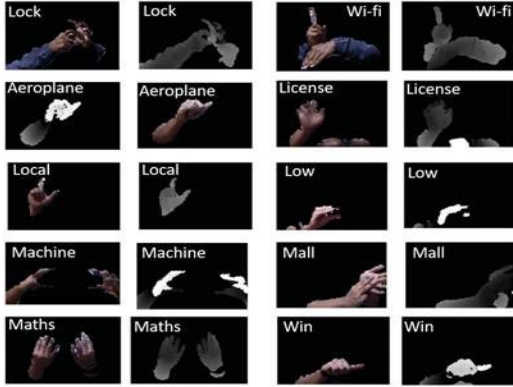 Lock Lock Wi-fi Wi-fi
Aeroplane Aeroplane License License
Local Local Low Low
Machine Machine Mall Mall
Maths Maths Win Win